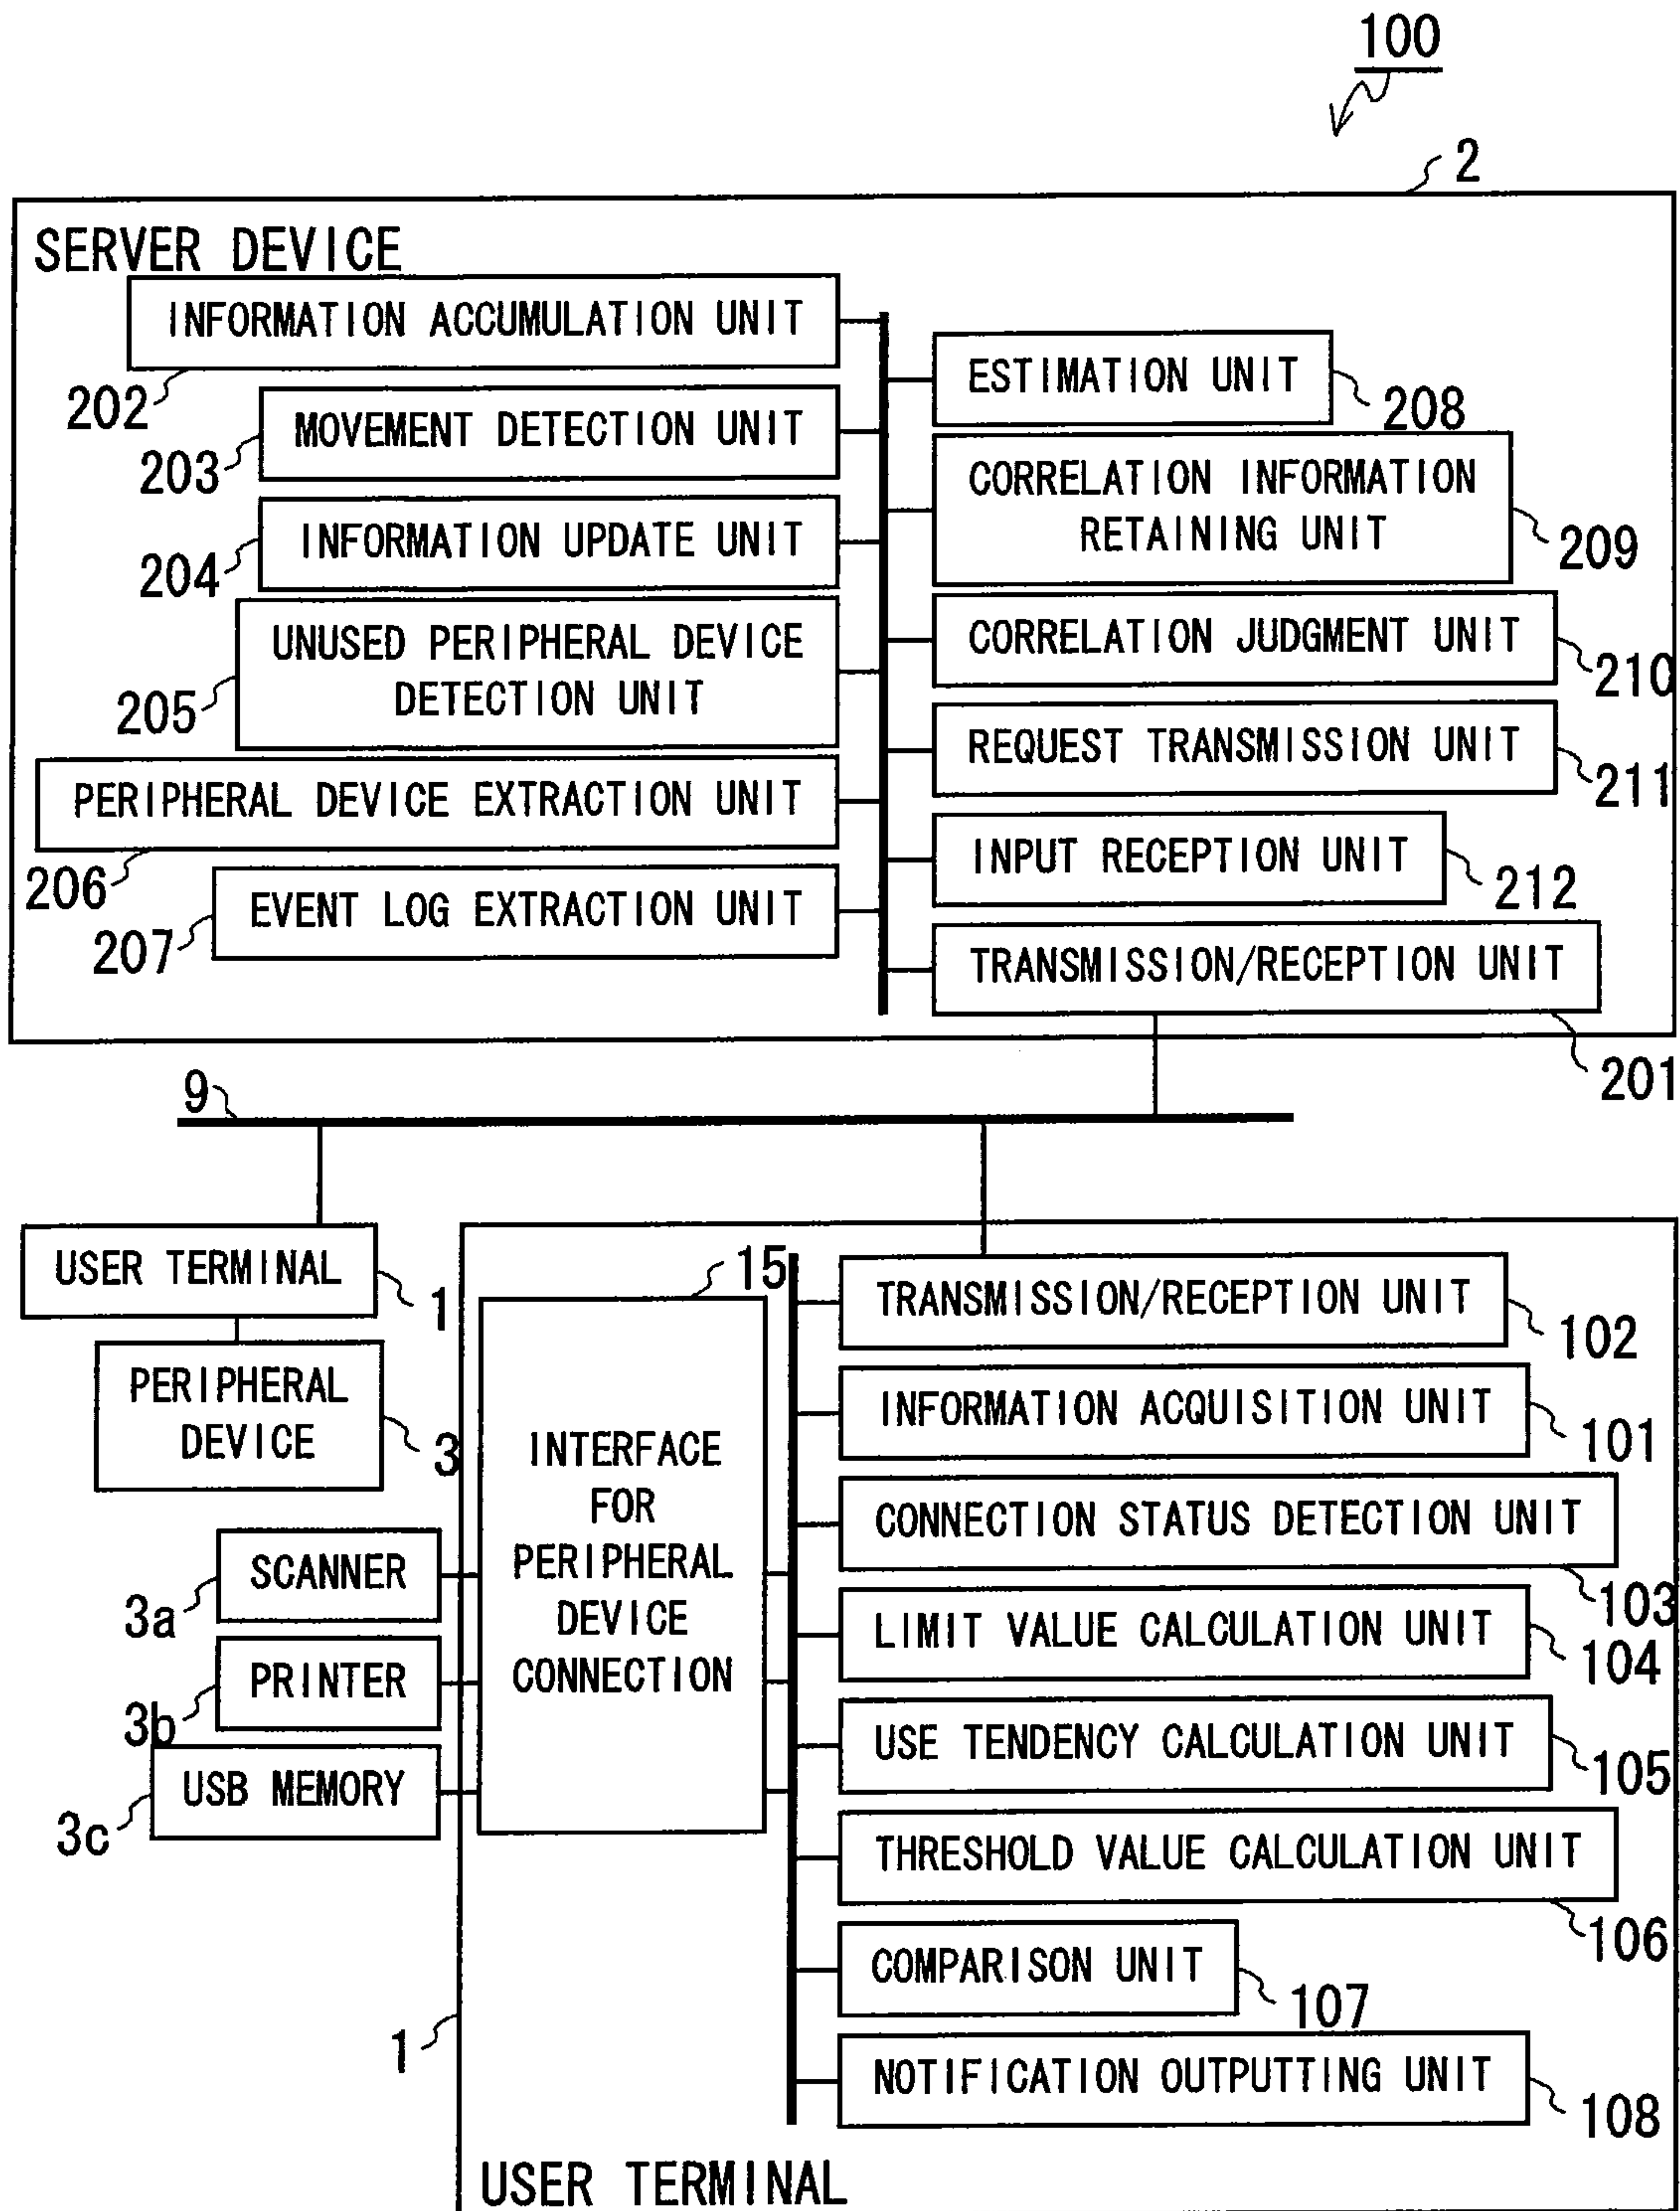 100
2
SERVER DEVICE
INFORMATION ACCUMULATION UNIT
202
MOVEMENT DETECTION UNIT
203
INFORMATION UPDATE UNIT
204
UNUSED PERIPHERAL DEVICE
DETECTION UNIT
205
PERIPHERAL DEVICE EXTRACTION UNIT
206
EVENT LOG EXTRACTION UNIT
207
ESTIMATION UNIT
208
CORRELATION INFORMATION
RETAINING UNIT
209
CORRELATION JUDGMENT UNIT
210
REQUEST TRANSMISSION UNIT
211
INPUT RECEPTION UNIT
212
TRANSMISSION/RECEPTION UNIT
201
9
USER TERMINAL
1
PERIPHERAL
DEVICE
3
SCANNER
3a
PRINTER
3b
USB MEMORY
3c
15
INTERFACE
FOR
PERIPHERAL
DEVICE
CONNECTION
TRANSMISSION/RECEPTION UNIT
102
INFORMATION ACQUISITION UNIT
101
CONNECTION STATUS DETECTION UNIT
103
LIMIT VALUE CALCULATION UNIT
104
USE TENDENCY CALCULATION UNIT
105
THRESHOLD VALUE CALCULATION UNIT
106
COMPARISON UNIT
107
NOTIFICATION OUTPUTTING UNIT
108
1
USER TERMINAL